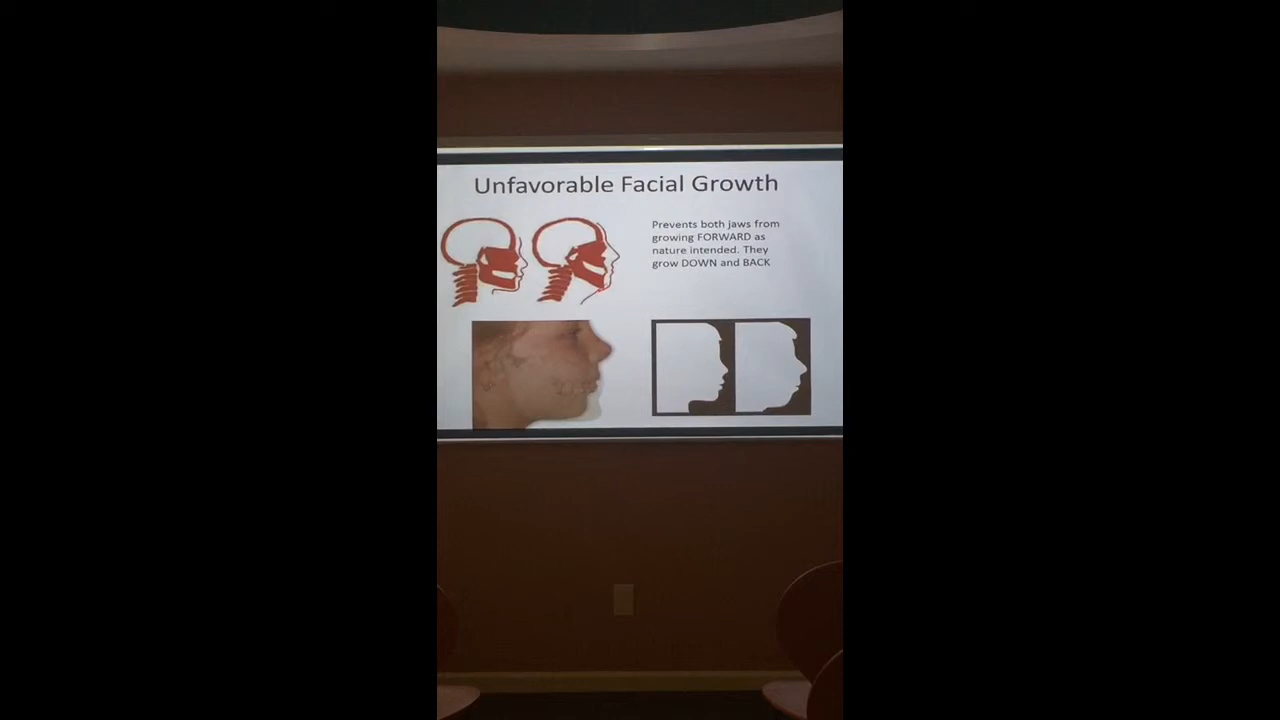 Unfavorable Facial Growth
Prevents both jaws from
growing FORWARD as
nature intended. They
grow DOWN and BACK